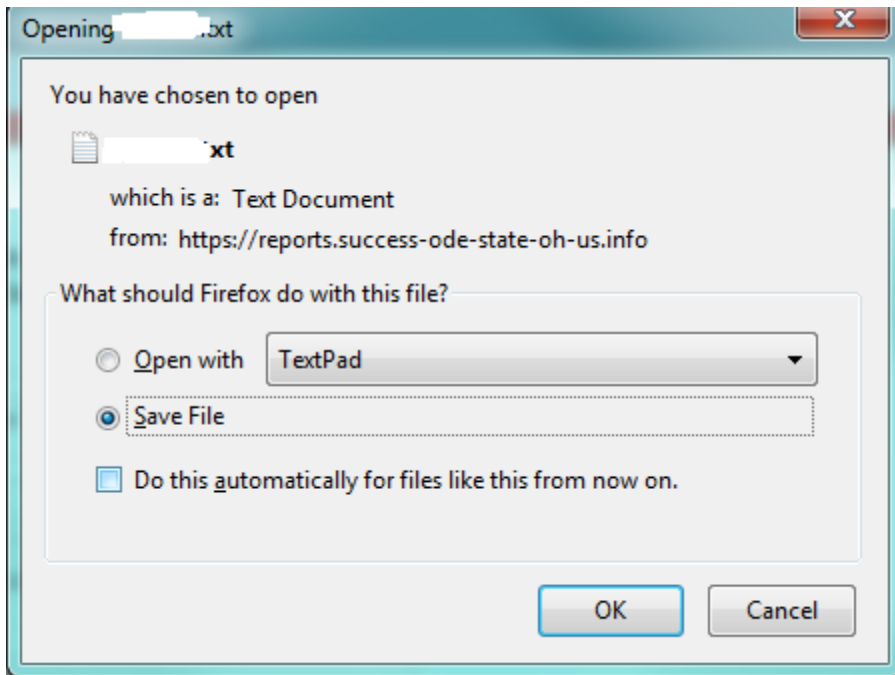 Opening .txt
You have chosen to open
xt
which is a: Text Document
from: https://reports.success-ode-state-oh-us.info
What should Firefox do with this file?
Open with TextPad
Save File
Do this automatically for files like this from now on.
OK Cancel